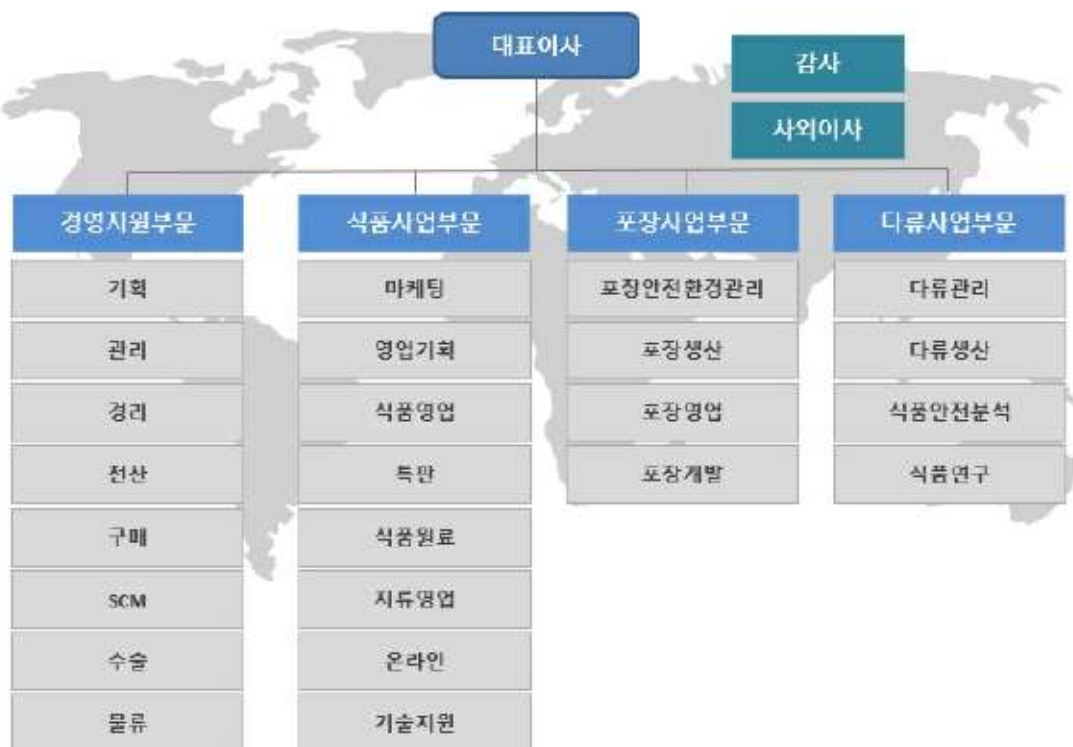 대표이사
감사
사외이사
경영지원부문
기획
관리
경리
전산
구매
SCM
수출
물류
식품사업부문
마케팅
영업기획
식품영업
특판
식품원료
지류영업
온라인
기술지원
포장사업부문
포장안전환경관리
포장생산
포장영업
포장개발
다류사업부문
다류관리
다류생산
식품안전분석
식품연구